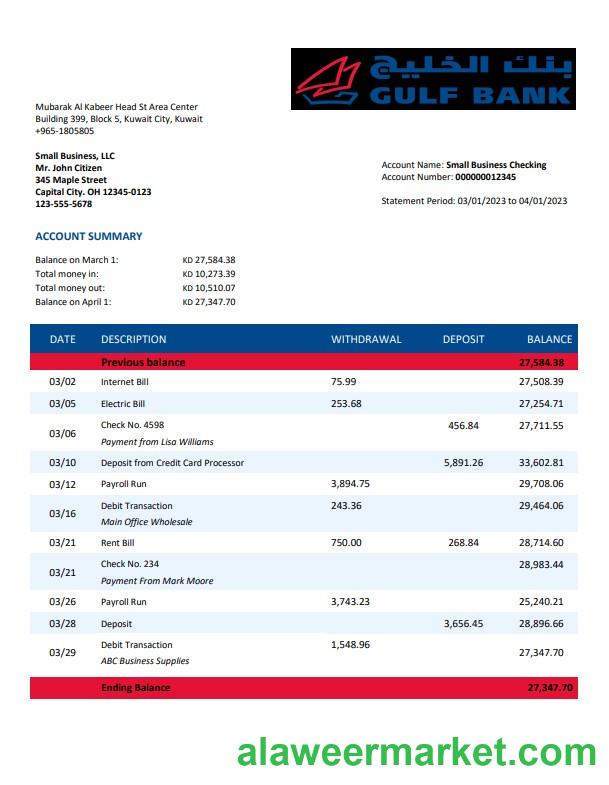 بنك الخليج
GULF BANK
Mubarak Al Kabeer Head St Area Center
Building 399, Block 5, Kuwait City, Kuwait
+965-1805805
Small Business, LLC
Mr. John Citizen
345 Maple Street
Capital City. OH 12345-0123
123-555-5678
Account Name: Small Business Checking
Account Number: 000000012345
Statement Period: 03/01/2023 to 04/01/2023
ACCOUNT SUMMARY
Balance on March 1: KD 27,584.38
Total money in: KD 10,273.39
Total money out: KD 10,510.07
Balance on April 1: KD 27,347.70
DATE DESCRIPTION WITHDRAWAL DEPOSIT BALANCE
Previous balance 27,584.38
03/02 Internet Bill 75.99 27,508.39
03/05 Electric Bill 253.68 27,254.71
03/06 Check No. 4598 456.84 27,711.55
Payment from Lisa Williams
03/10 Deposit from Credit Card Processor 5,891.26 33,602.81
03/12 Payroll Run 3,894.75 29,708.06
03/16 Debit Transaction 243.36 29,464.06
Main Office Wholesale
03/21 Rent Bill 750.00 268.84 28,714.60
03/21 Check No. 234 28,983.44
Payment From Mark Moore
03/26 Payroll Run 3,743.23 25,240.21
03/28 Deposit 3,656.45 28,896.66
03/29 Debit Transaction 1,548.96 27,347.70
ABC Business Supplies
Ending Balance 27,347.70
alaweermarket.com